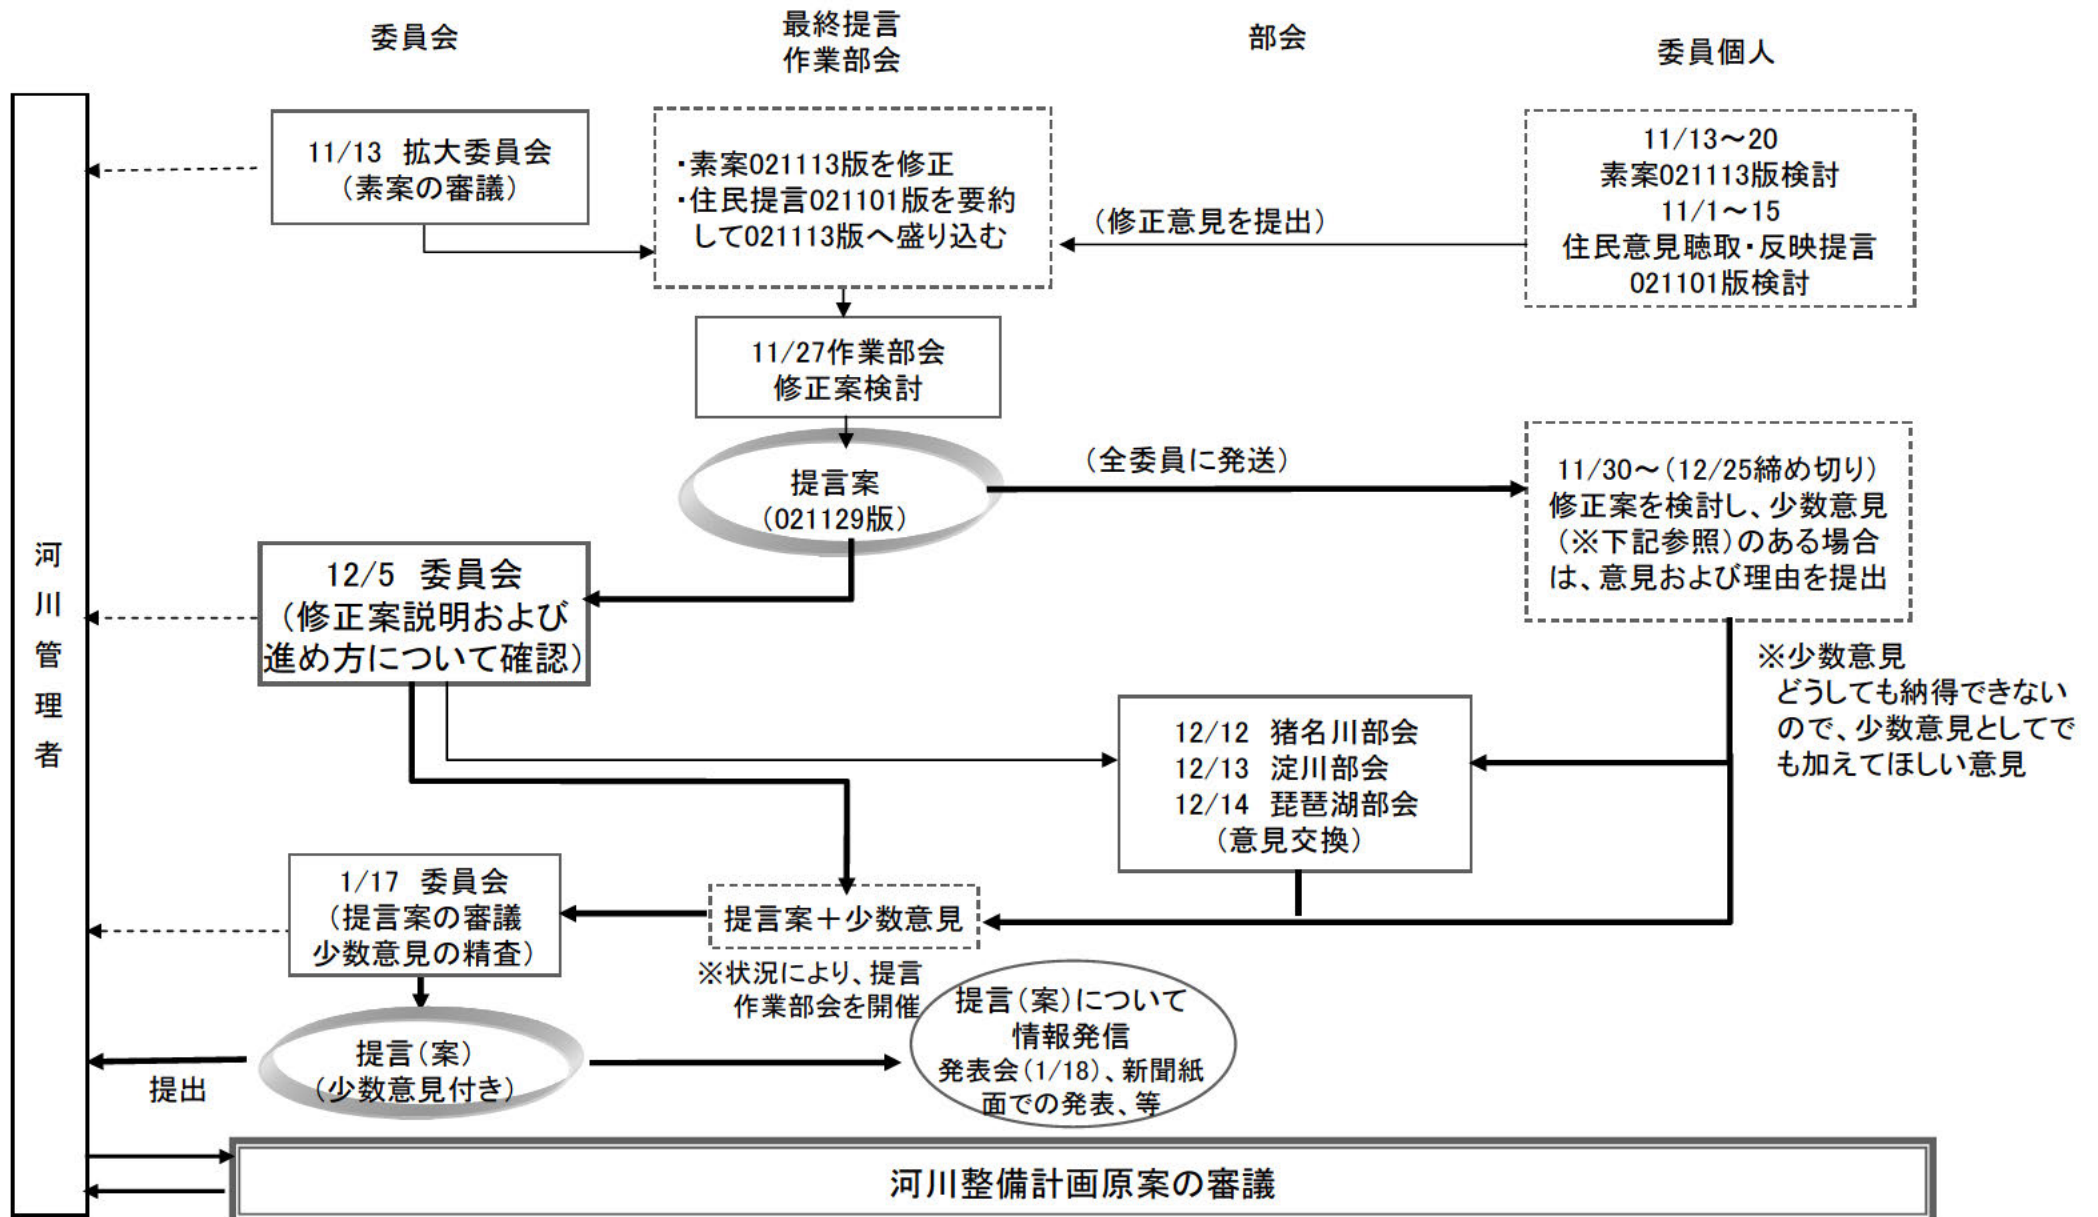 委員会
最終提言
作業部会
部会
委員個人
河川管理者
11/13 拡大委員会
（素案の審議）
・素案021113版を修正
・住民提言021101版を要約
して021113版へ盛り込む
（修正意見を提出）
11/13～20
素案021113版検討
11/1～15
住民意見聴取・反映提言
021101版検討
11/27作業部会
修正案検討
提言案
（021129版）
（全委員に発送）
11/30～（12/25締め切り）
修正案を検討し、少数意見
（※下記参照）のある場合
は、意見および理由を提出
12/5 委員会
（修正案説明および
進め方について確認）
※少数意見
どうしても納得できない
ので、少数意見としてで
も加えてほしい意見
12/12 猪名川部会
12/13 淀川部会
12/14 琵琶湖部会
（意見交換）
1/17 委員会
（提言案の審議
少数意見の精査）
提言案＋少数意見
※状況により、提言
作業部会を開催
提言（案）
（少数意見付き）
提出
提言（案）について
情報発信
発表会（1/18）、新聞紙
面での発表、等
河川整備計画原案の審議